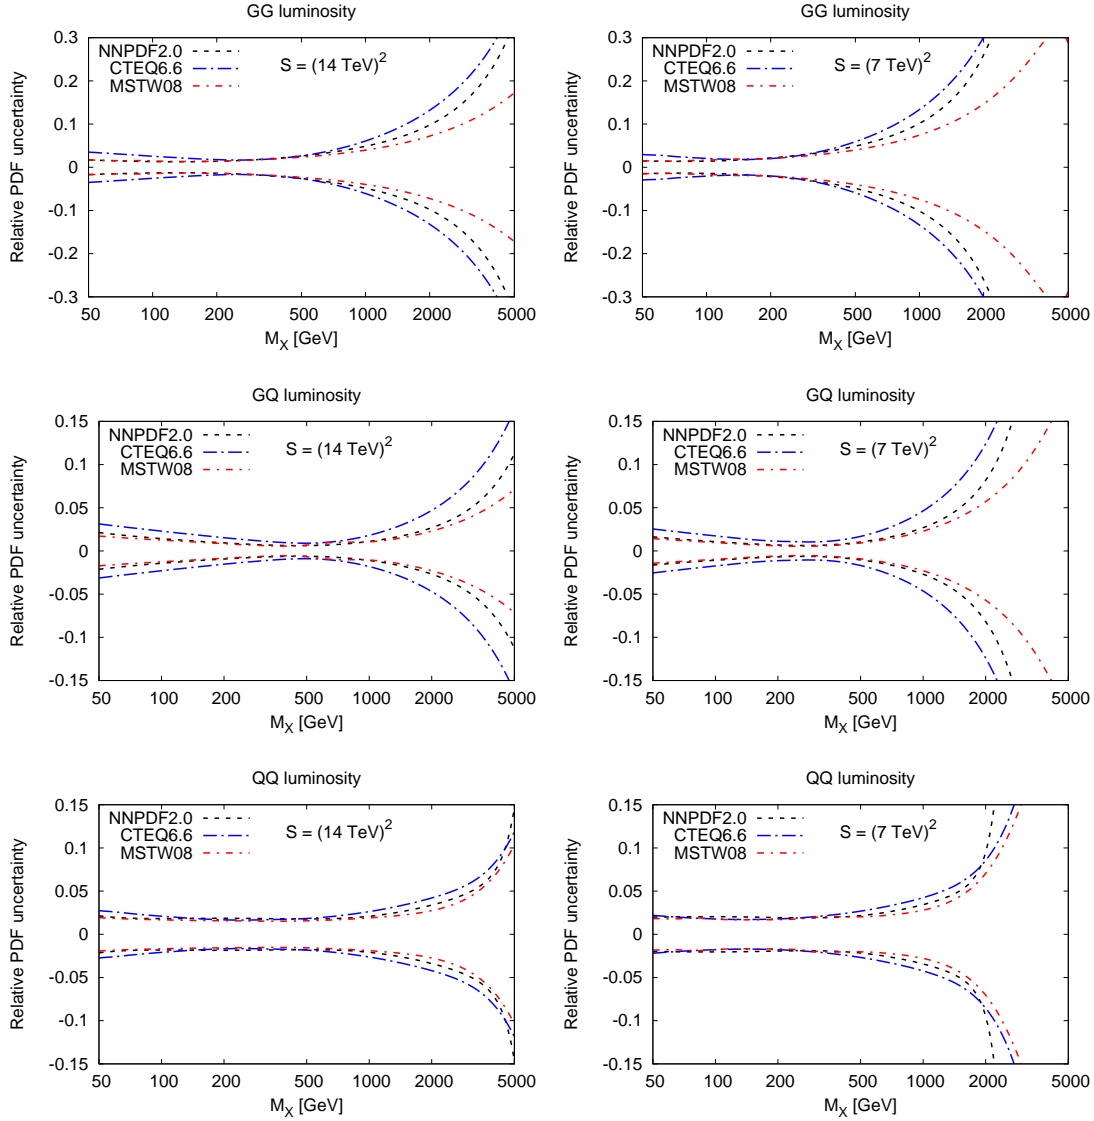 GG luminosity
Relative PDF uncertainty
0.3
0.2
0.1
0
-0.1
-0.2
-0.3
NNPDF2.0
CTEQ6.6
MSTW08
S = (14 TeV)²
50 100 200 500 1000 2000 5000
M_X [GeV]
GG luminosity
Relative PDF uncertainty
0.3
0.2
0.1
0
-0.1
-0.2
-0.3
NNPDF2.0
CTEQ6.6
MSTW08
S = (7 TeV)²
50 100 200 500 1000 2000 5000
M_X [GeV]
GQ luminosity
Relative PDF uncertainty
0.15
0.1
0.05
0
-0.05
-0.1
-0.15
NNPDF2.0
CTEQ6.6
MSTW08
S = (14 TeV)²
50 100 200 500 1000 2000 5000
M_X [GeV]
GQ luminosity
Relative PDF uncertainty
0.15
0.1
0.05
0
-0.05
-0.1
-0.15
NNPDF2.0
CTEQ6.6
MSTW08
S = (7 TeV)²
50 100 200 500 1000 2000 5000
M_X [GeV]
QQ luminosity
Relative PDF uncertainty
0.15
0.1
0.05
0
-0.05
-0.1
-0.15
NNPDF2.0
CTEQ6.6
MSTW08
S = (14 TeV)²
50 100 200 500 1000 2000 5000
M_X [GeV]
QQ luminosity
Relative PDF uncertainty
0.15
0.1
0.05
0
-0.05
-0.1
-0.15
NNPDF2.0
CTEQ6.6
MSTW08
S = (7 TeV)²
50 100 200 500 1000 2000 5000
M_X [GeV]